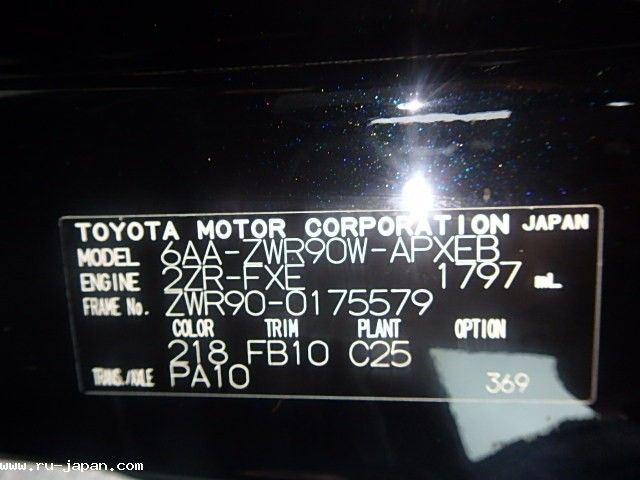 TOYOTA MOTOR CORPORATION JAPAN
MODEL 6AA-ZWR90W-APXEB
ENGINE 2ZR-FXE 1797 mL
FRAME No. ZWR90-0175579
COLOR TRIM PLANT OPTION
218 FB10 C25
TRANS./AXLE PA10 369
www.ru-japan.com